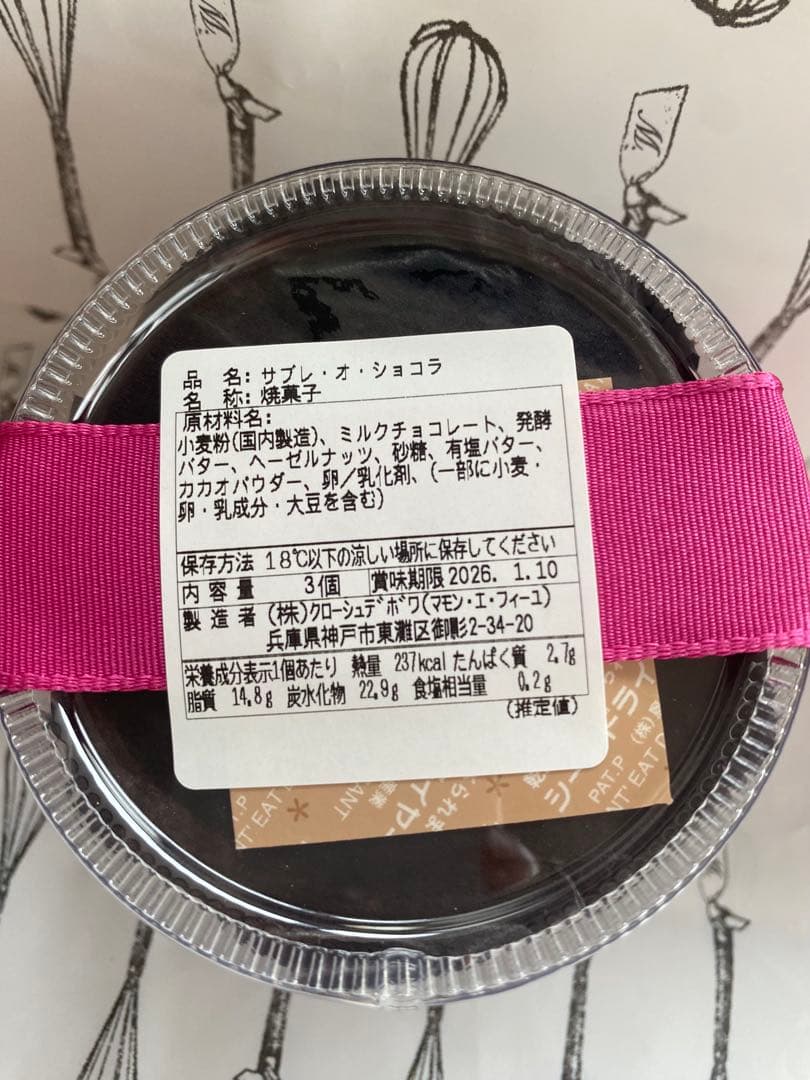 M.
M.
品 名:サブレ・オ・ショコラ
名 称:焼菓子
原材料名:
小麦粉(国内製造)、ミルクチョコレート、発酵
バター、ヘーゼルナッツ、砂糖、有塩バター、
カカオパウダー、卵/乳化剤、(一部に小麦・
卵・乳成分・大豆を含む)
保存方法 18℃以下の涼しい場所に保存してください
内容量 3個 賞味期限 2026. 1.10
製造者 (株)クローシュデボワ(マモン・エ・フィーユ)
兵庫県神戸市東灘区御影2-34-20
栄養成分表示1個あたり 熱量 237kcal たんぱく質 2.7g
脂質 14.8g 炭水化物 22.9g 食塩相当量 0.2g
(推定値)
シードライ
PAT.P (株)
NT' EAT D